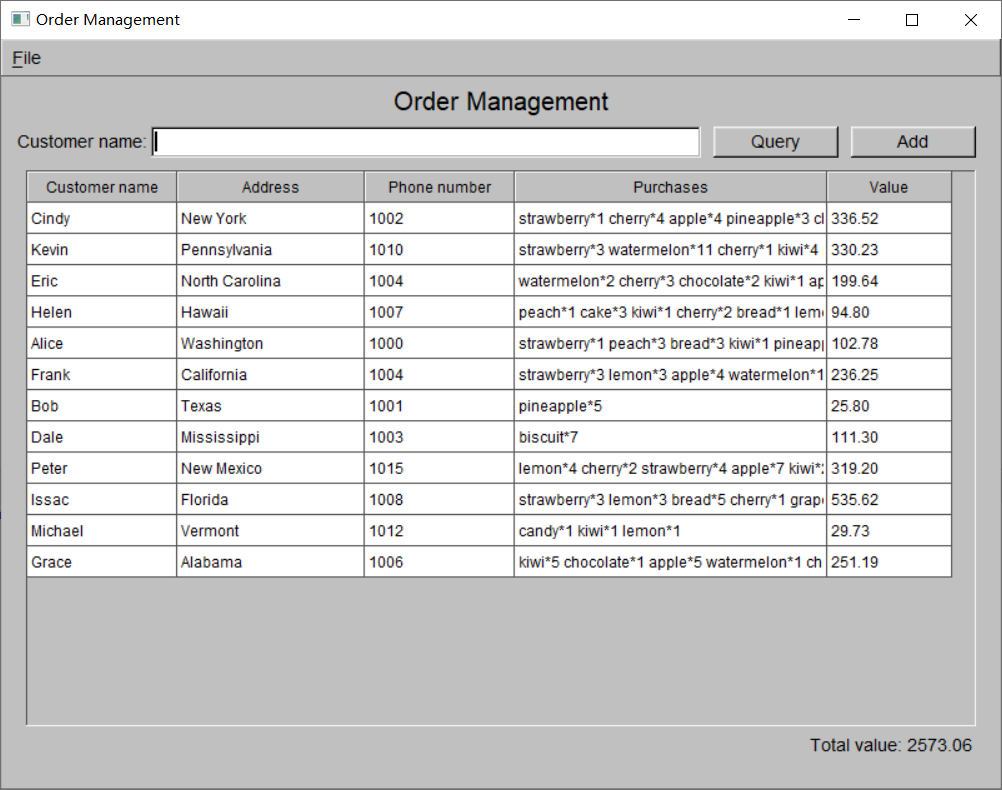 Order Management
File
Order Management
Customer name: Query Add
Customer name Address Phone number Purchases Value
Cindy New York 1002 strawberry*1 cherry*4 apple*4 pineapple*3 336.52
Kevin Pennsylvania 1010 strawberry*3 watermelon*11 cherry*1 kiwi*4 330.23
Eric North Carolina 1004 watermelon*2 cherry*3 chocolate*2 kiwi*1 199.64
Helen Hawaii 1007 peach*1 cake*3 kiwi*1 cherry*2 bread*1 94.80
Alice Washington 1000 strawberry*1 peach*3 bread*3 kiwi*1 102.78
Frank California 1004 strawberry*3 lemon*3 apple*4 watermelon*1 236.25
Bob Texas 1001 pineapple*5 25.80
Dale Mississippi 1003 biscuit*7 111.30
Peter New Mexico 1015 lemon*4 cherry*2 strawberry*4 apple*7 319.20
Issac Florida 1008 strawberry*3 lemon*3 bread*5 cherry*1 535.62
Michael Vermont 1012 candy*1 kiwi*1 lemon*1 29.73
Grace Alabama 1006 kiwi*5 chocolate*1 apple*5 watermelon*1 ch 251.19
Total value: 2573.06